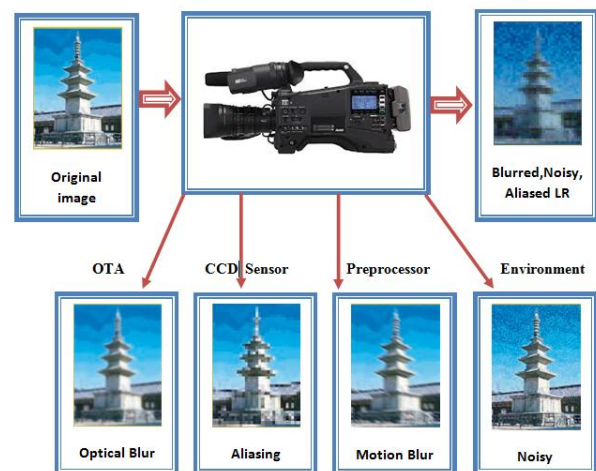 Original
image
Blurred,Noisy,
Aliased LR
OTA
CCD Sensor
Preprocessor
Environment
Optical Blur
Aliasing
Motion Blur
Noisy